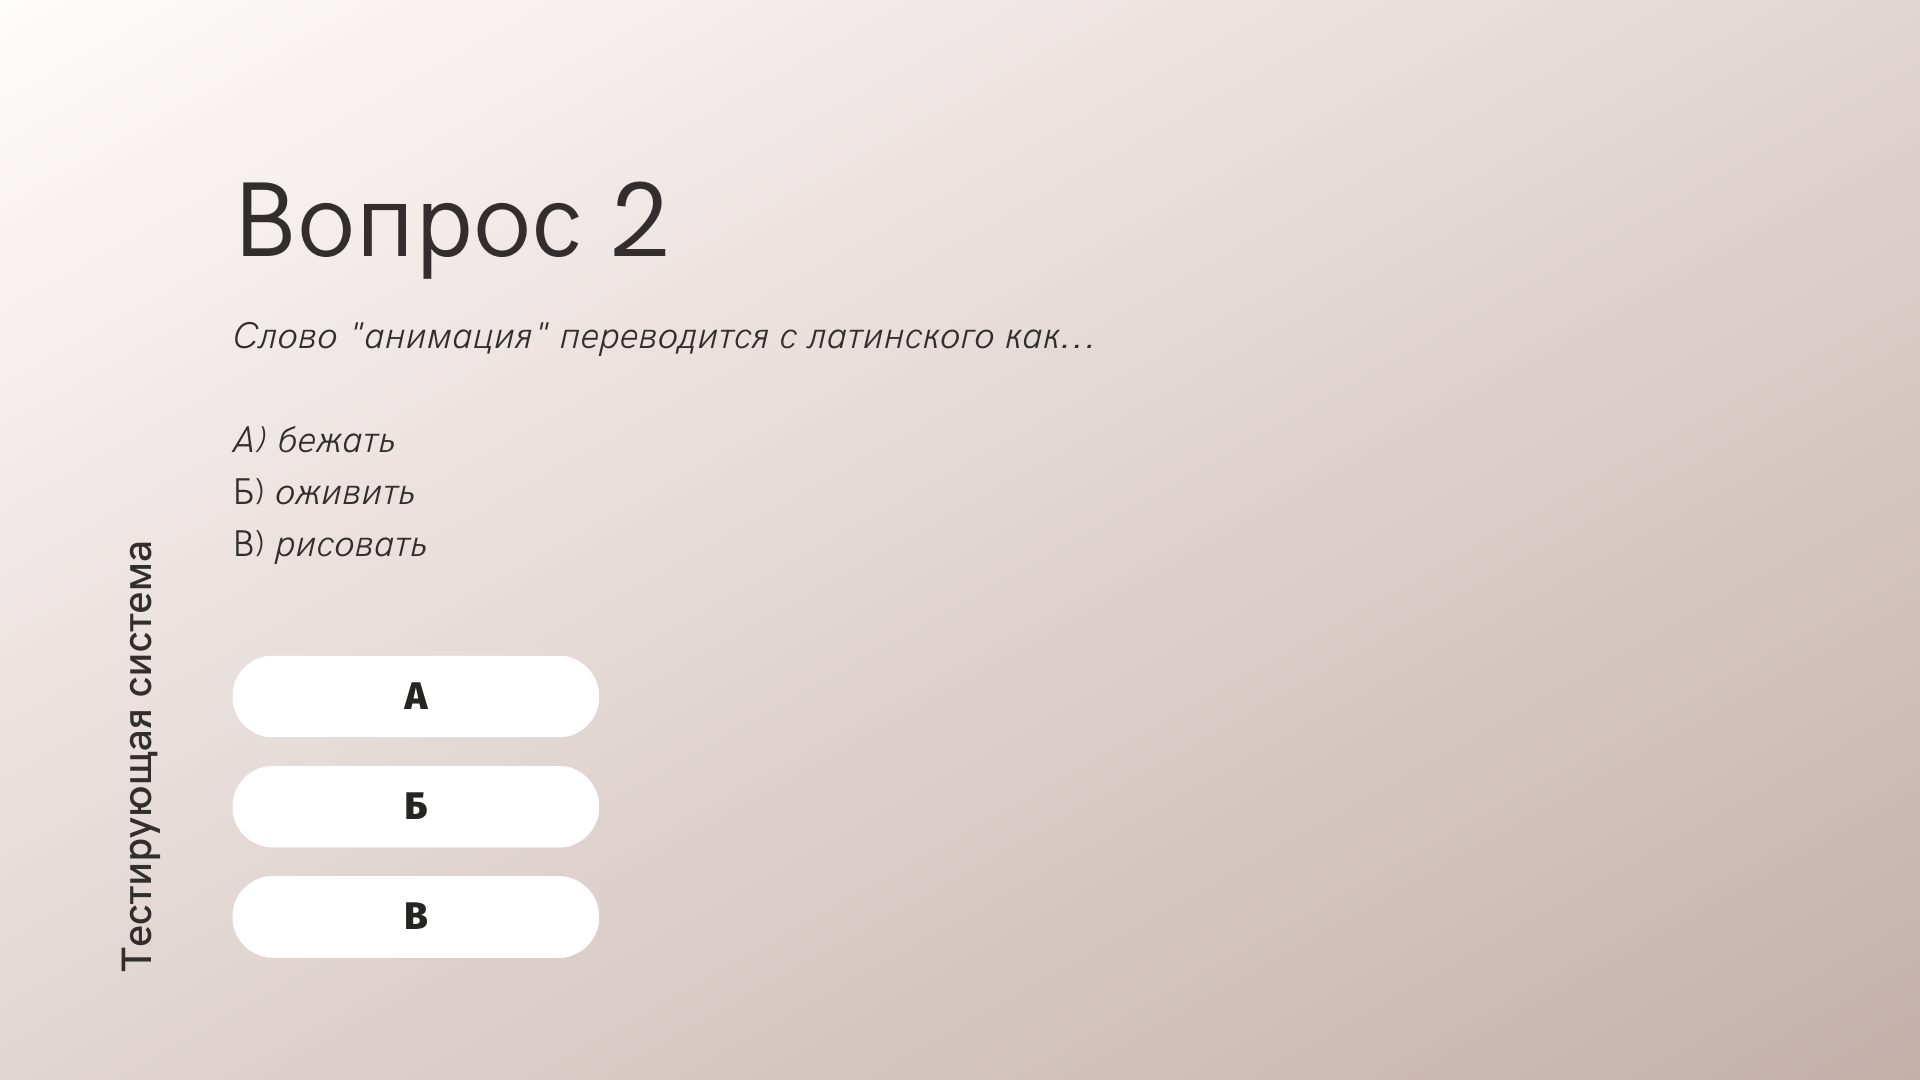 Вопрос 2
Слово "анимация" переводится с латинского как...
А) бежать
Б) оживить
В) рисовать
А
Б
В
Тестирующая система